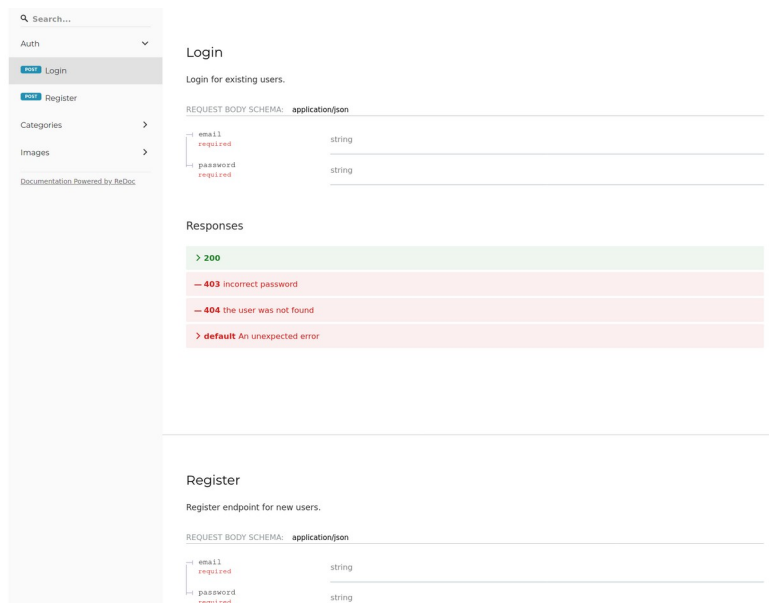 Search...
Auth
POST Login
POST Register
Categories
Images
Documentation Powered by ReDoc
Login
Login for existing users.
REQUEST BODY SCHEMA: application/json
email
required
string
password
required
string
Responses
200
403 incorrect password
404 the user was not found
default An unexpected error
Register
Register endpoint for new users.
REQUEST BODY SCHEMA: application/json
email
required
string
password
required
string